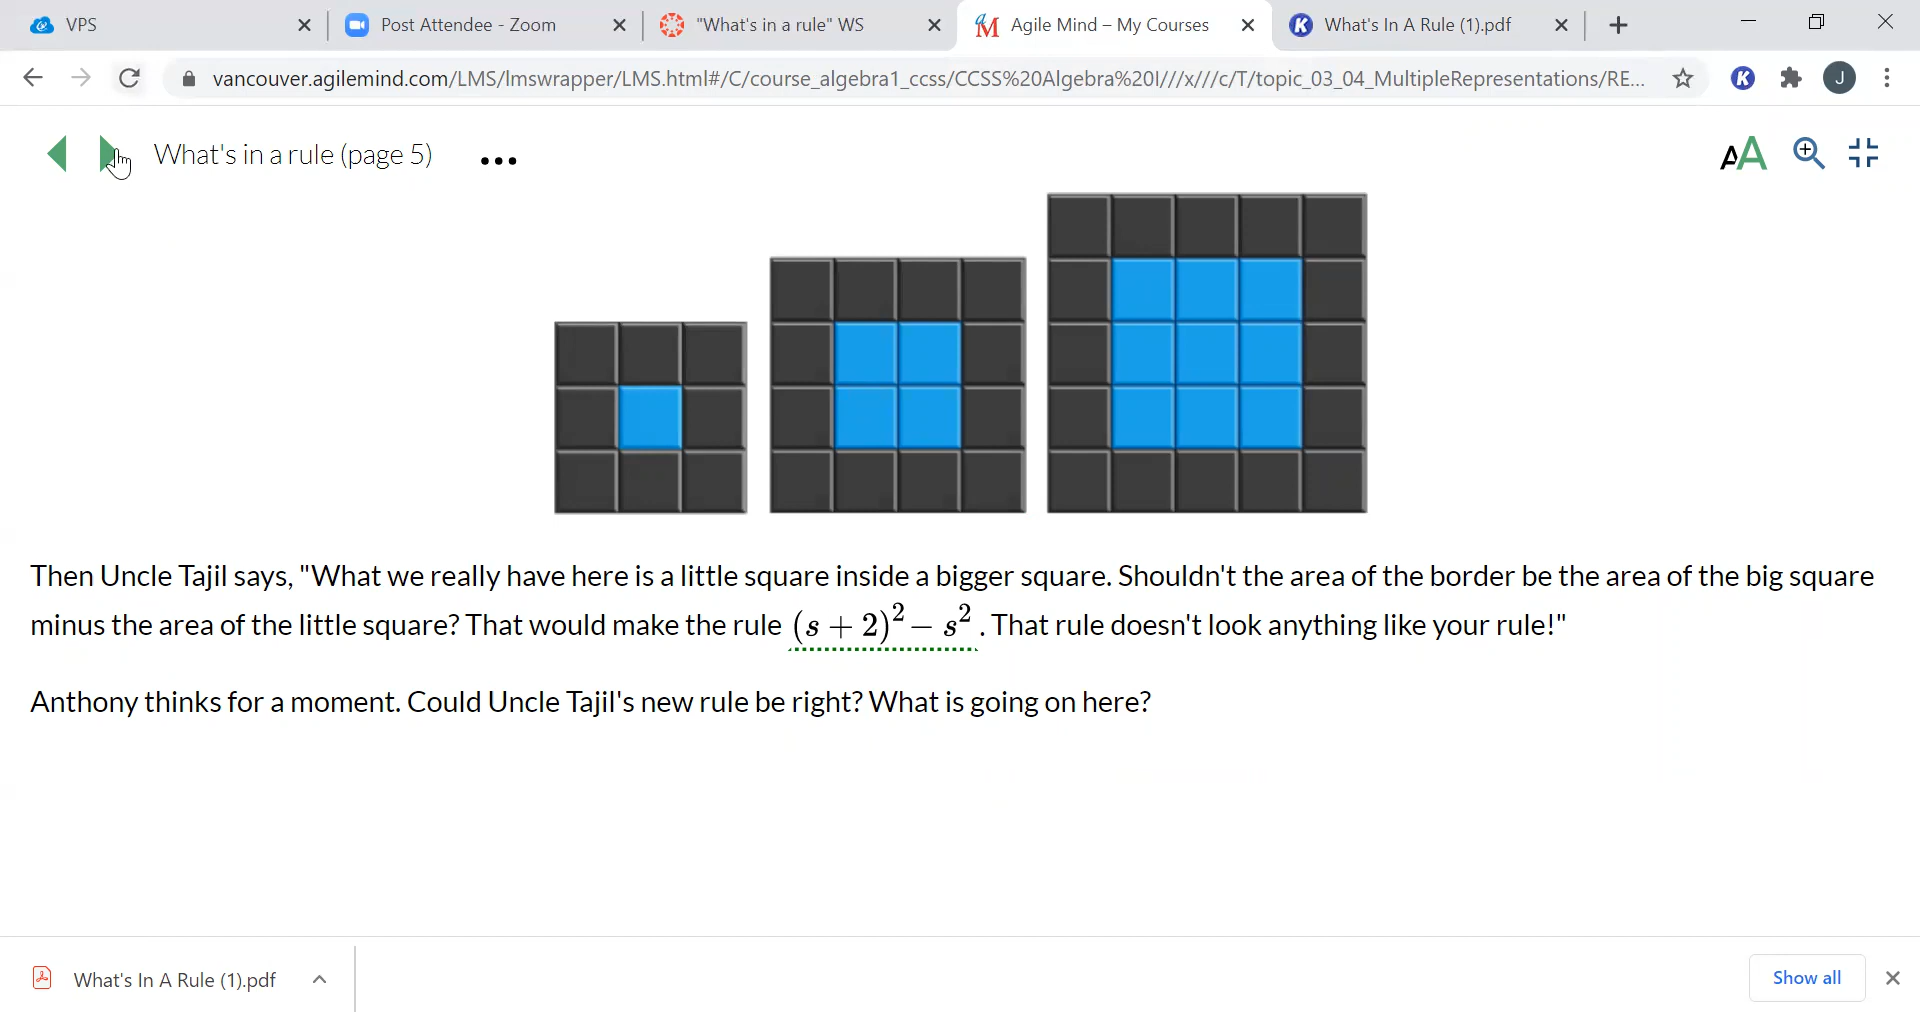 VPS
Post Attendee - Zoom
"What's in a rule" WS
Agile Mind – My Courses
K
What's In A Rule (1).pdf
vancouver.agilemind.com/LMS/lmswrapper/LMS.html#/C/course_algebra1_ccss/CCSS%20Algebra%20I///x///c/T/topic_03_04_MultipleRepresentations/RE...
K
J
What's in a rule (page 5)
AA
Then Uncle Tajil says, "What we really have here is a little square inside a bigger square. Shouldn't the area of the border be the area of the big square
minus the area of the little square? That would make the rule (s + 2)² – s². That rule doesn't look anything like your rule!"
Anthony thinks for a moment. Could Uncle Tajil's new rule be right? What is going on here?
What's In A Rule (1).pdf
Show all